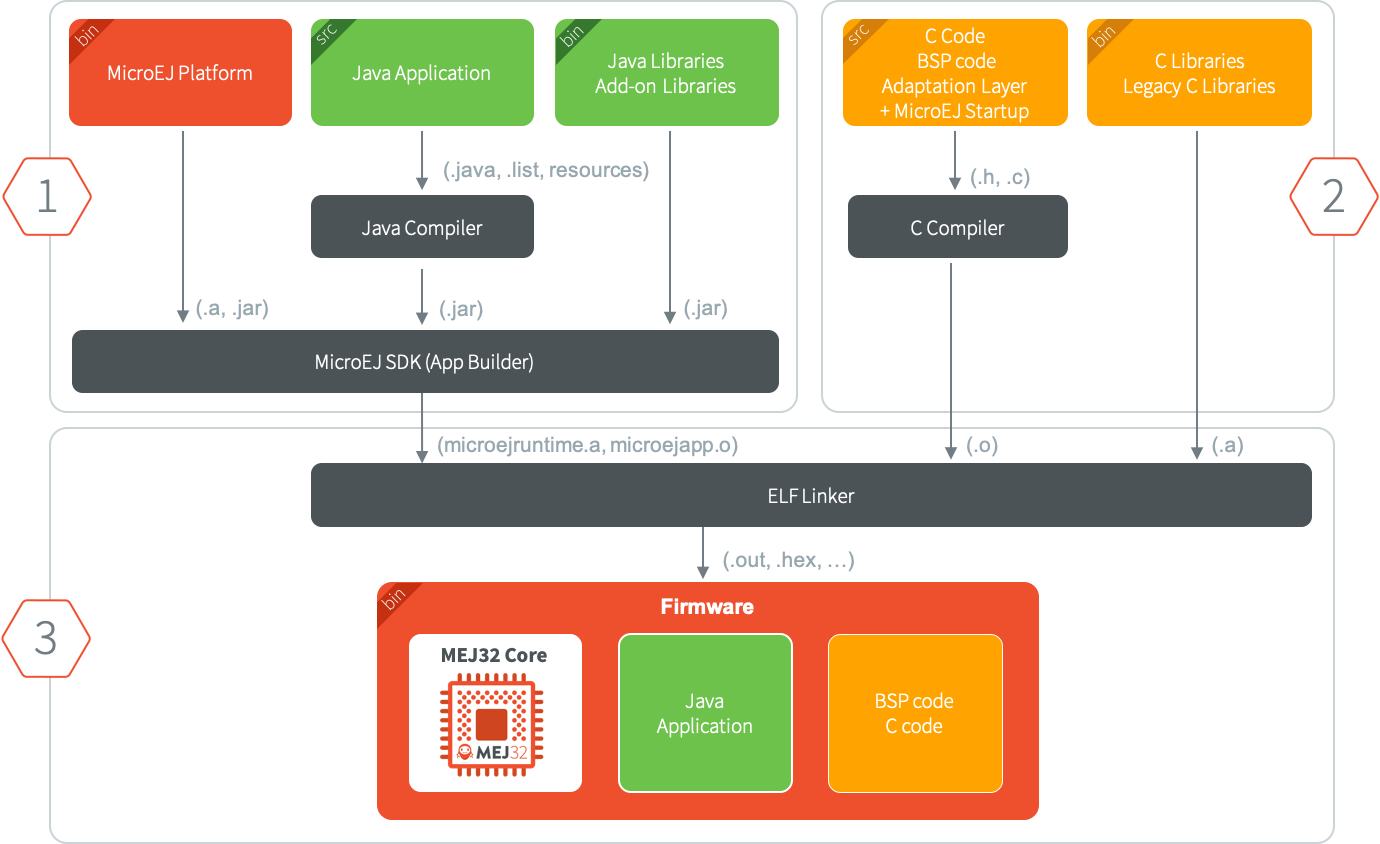 bin
MicroEJ Platform
src
Java Application
bin
Java Libraries
Add-on Libraries
src
C Code
BSP code
Adaptation Layer
+ MicroEJ Startup
bin
C Libraries
Legacy C Libraries
1
(.java, .list, resources)
(.h, .c)
2
Java Compiler
C Compiler
(.a, .jar)
(.jar)
(.jar)
MicroEJ SDK (App Builder)
(microejruntime.a, microejapp.o)
(.o)
(.a)
ELF Linker
(.out, .hex, …)
3
bin
Firmware
MEJ32 Core
MEJ32
Java
Application
BSP code
C code